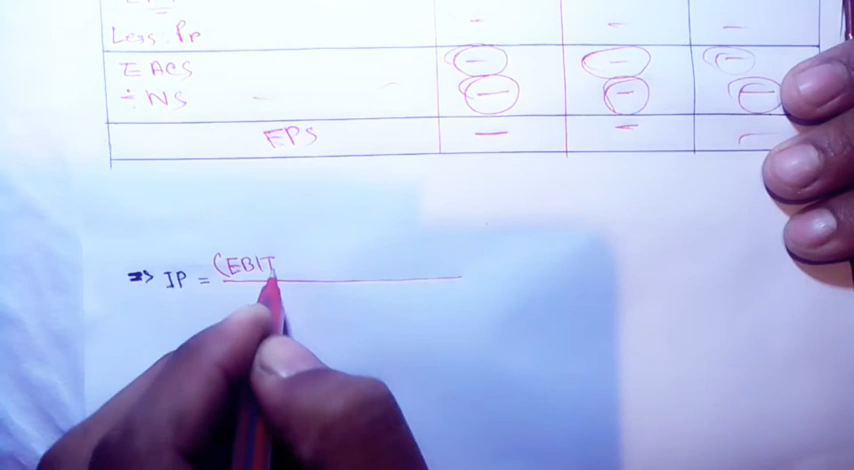 Less: Pr - - -
EACS - - -
÷ NS - - - -
EPS - - -
=> IP = (EBIT